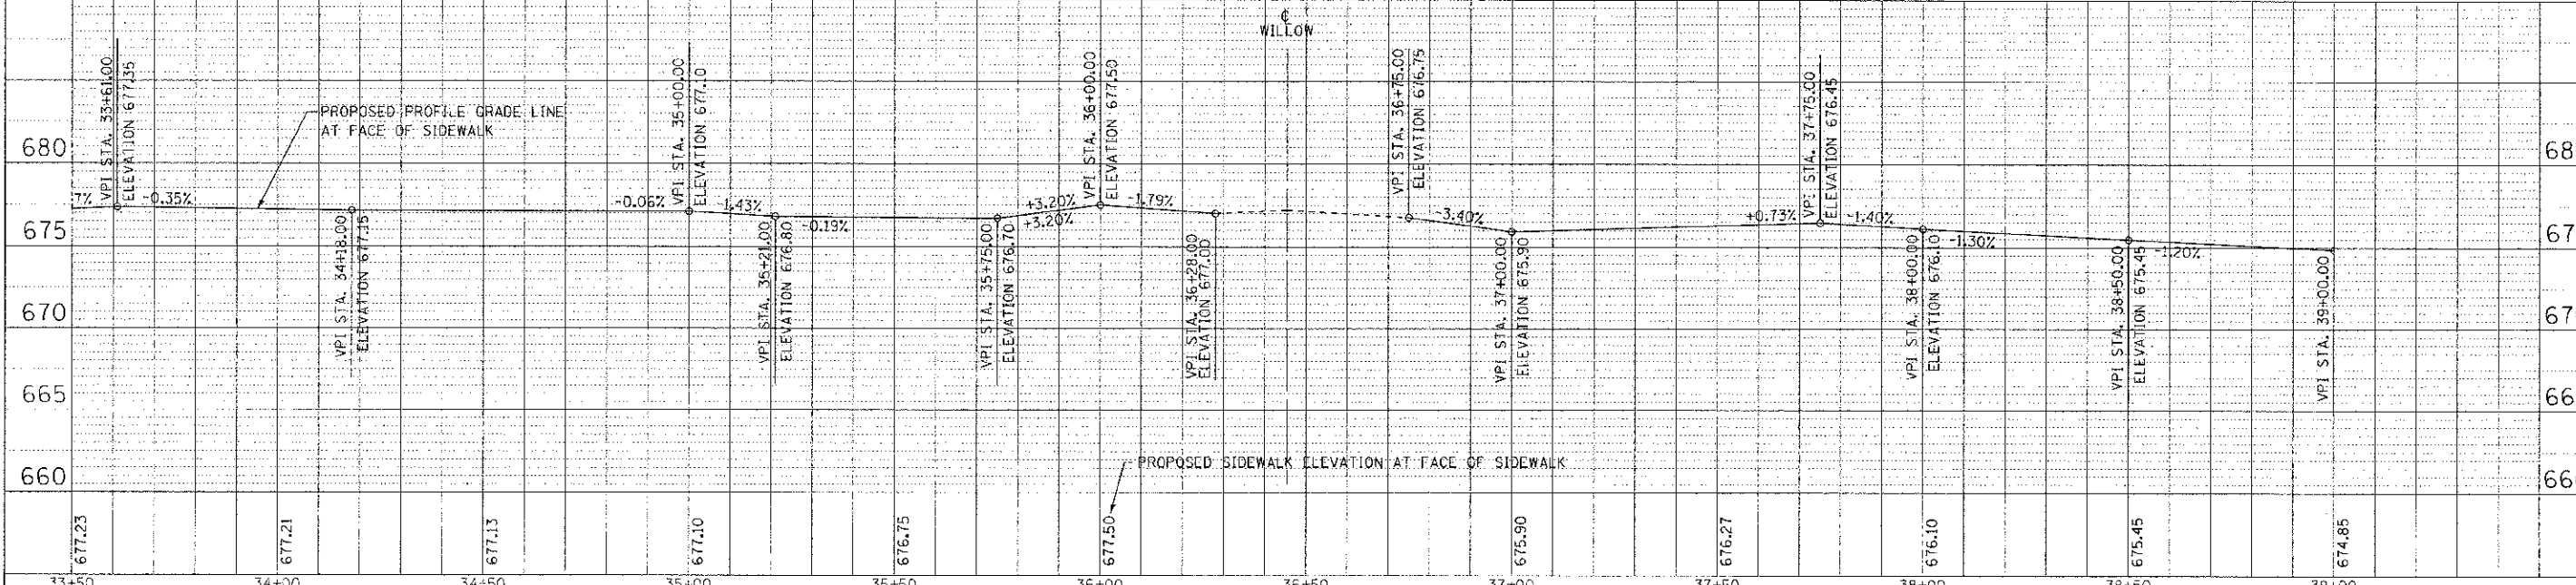 ℄
WILLOW
VPI STA. 33+61.00
ELEVATION 677.35
PROPOSED PROFILE GRADE LINE
AT FACE OF SIDEWALK
VPI STA. 35+00.00
ELEVATION 677.10
VPI STA. 36+00.00
ELEVATION 677.50
VPI STA. 36+75.00
ELEVATION 676.75
VPI STA. 37+75.00
ELEVATION 676.45
680
68
7%
-0.35%
-0.06%
-1.43%
-0.19%
+3.20%
+3.20%
-1.79%
-3.40%
+0.73%
-1.40%
-1.30%
-1.20%
675
67
VPI STA. 34+18.00
ELEVATION 677.15
VPI STA. 35+21.00
ELEVATION 676.80
VPI STA. 35+75.00
ELEVATION 676.70
VPI STA. 36+28.00
ELEVATION 677.00
VPI STA. 37+00.00
ELEVATION 675.90
VPI STA. 38+00.00
ELEVATION 676.10
VPI STA. 38+50.00
ELEVATION 675.45
VPI STA. 39+00.00
670
67
665
66
660
66
PROPOSED SIDEWALK ELEVATION AT FACE OF SIDEWALK
677.23
677.21
677.13
677.10
676.75
677.50
675.90
676.27
676.10
675.45
674.85
33+50
34+00
34+50
35+00
35+50
36+00
36+50
37+00
37+50
38+00
38+50
39+00